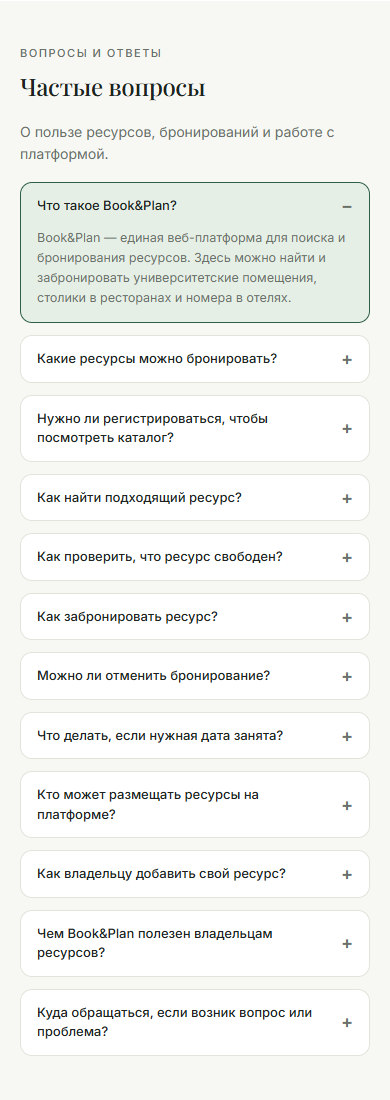 ВОПРОСЫ И ОТВЕТЫ
Частые вопросы
О пользе ресурсов, бронирований и работе с
платформой.
Что такое Book&Plan? −
Book&Plan — единая веб-платформа для поиска и
бронирования ресурсов. Здесь можно найти и
забронировать университетские помещения,
столики в ресторанах и номера в отелях.
Какие ресурсы можно бронировать? +
Нужно ли регистрироваться, чтобы
посмотреть каталог? +
Как найти подходящий ресурс? +
Как проверить, что ресурс свободен? +
Как забронировать ресурс? +
Можно ли отменить бронирование? +
Что делать, если нужная дата занята? +
Кто может размещать ресурсы на
платформе? +
Как владельцу добавить свой ресурс? +
Чем Book&Plan полезен владельцам
ресурсов? +
Куда обращаться, если возник вопрос или
проблема? +